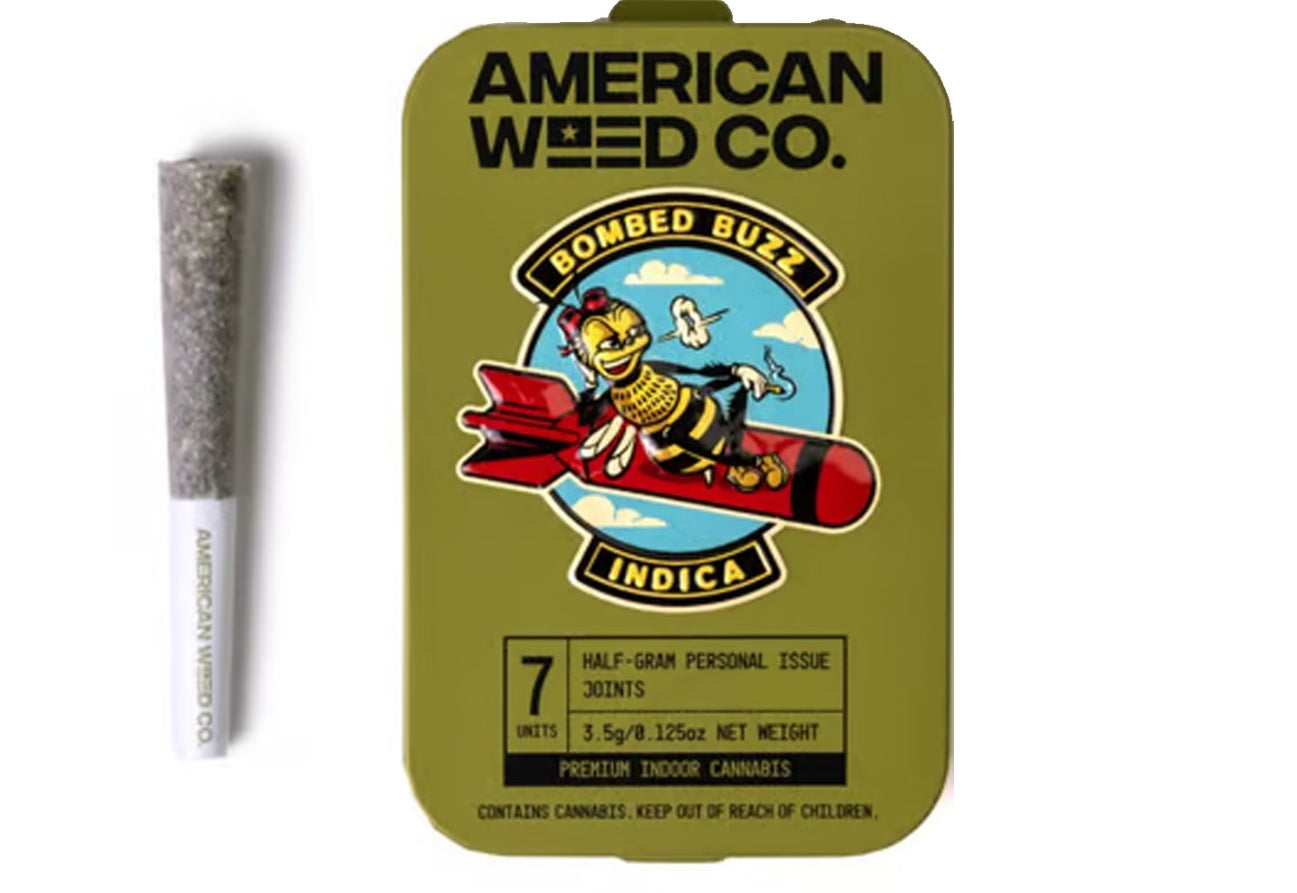 AMERICAN WEED CO.
AMERICAN
WEED CO.
BOMBED BUZZ
INDICA
7
UNITS
HALF-GRAM PERSONAL ISSUE
JOINTS
3.5g/0.125oz NET WEIGHT
PREMIUM INDOOR CANNABIS
CONTAINS CANNABIS. KEEP OUT OF REACH OF CHILDREN.